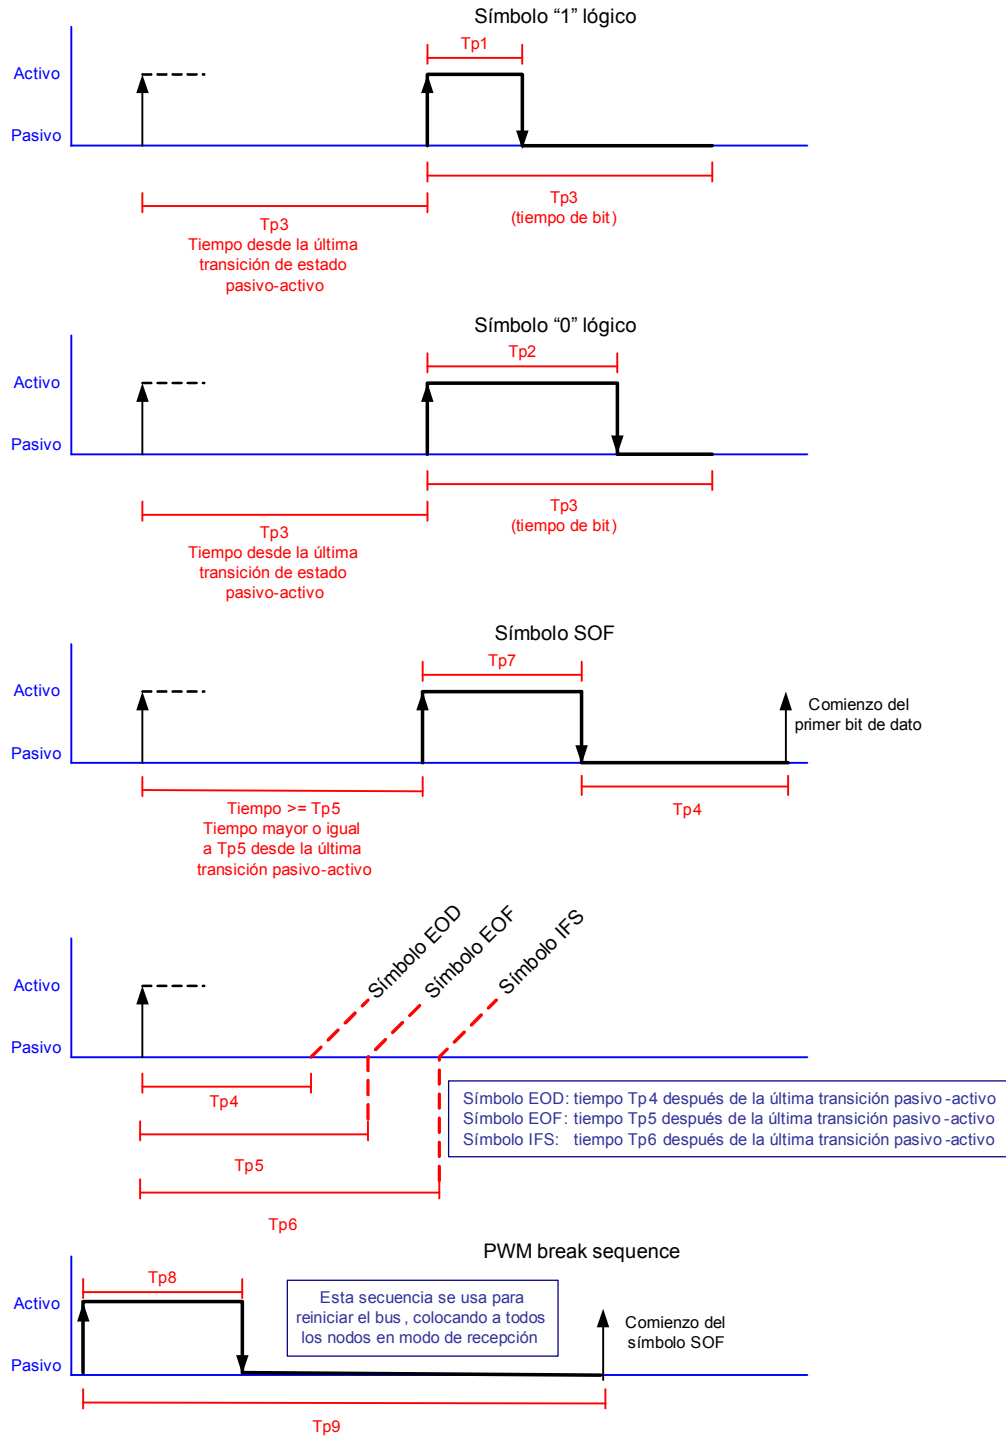 Símbolo “1” lógico
Tp1
Activo
Pasivo
Tp3
Tiempo desde la última
transición de estado
pasivo-activo
Tp3
(tiempo de bit)
Símbolo “0” lógico
Tp2
Activo
Pasivo
Tp3
Tiempo desde la última
transición de estado
pasivo-activo
Tp3
(tiempo de bit)
Símbolo SOF
Tp7
Activo
Pasivo
Comienzo del
primer bit de dato
Tiempo >= Tp5
Tiempo mayor o igual
a Tp5 desde la última
transición pasivo-activo
Tp4
Símbolo EOD
Símbolo EOF
Símbolo IFS
Activo
Pasivo
Tp4
Tp5
Tp6
Símbolo EOD: tiempo Tp4 después de la última transición pasivo-activo
Símbolo EOF: tiempo Tp5 después de la última transición pasivo-activo
Símbolo IFS: tiempo Tp6 después de la última transición pasivo-activo
PWM break sequence
Tp8
Activo
Pasivo
Esta secuencia se usa para
reiniciar el bus, colocando a todos
los nodos en modo de recepción
Comienzo del
símbolo SOF
Tp9